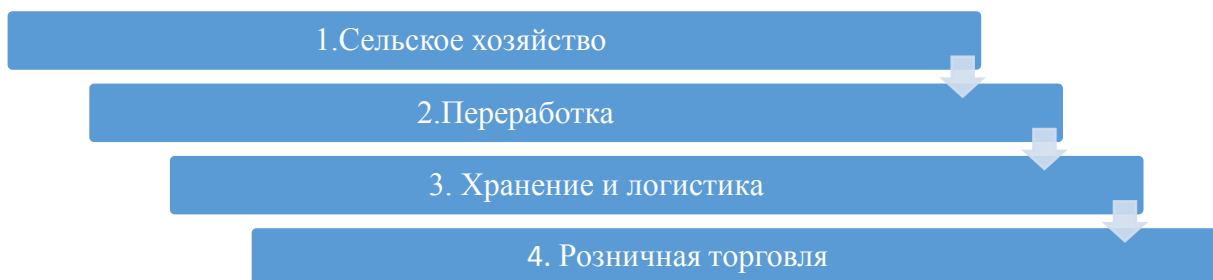 1.Сельское хозяйство
2.Переработка
3. Хранение и логистика
4. Розничная торговля